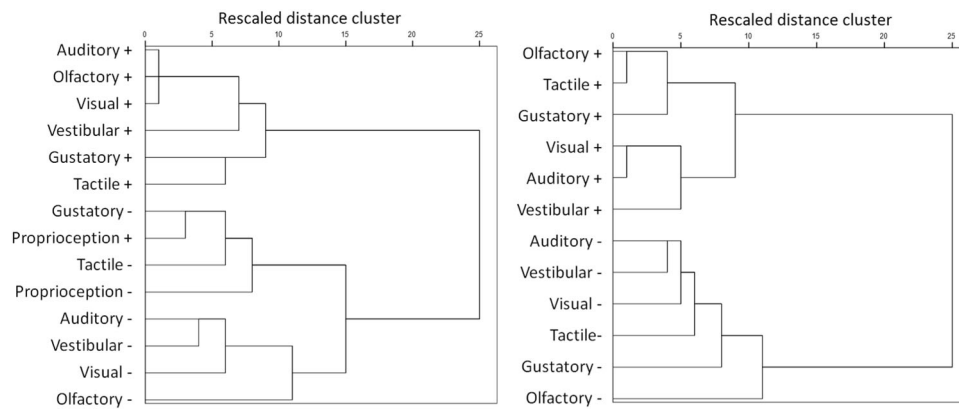 Rescaled distance cluster
0 5 10 15 20 25
Auditory +
Olfactory +
Visual +
Vestibular +
Gustatory +
Tactile +
Gustatory -
Proprioception +
Tactile -
Proprioception -
Auditory -
Vestibular -
Visual -
Olfactory -
Rescaled distance cluster
0 5 10 15 20 25
Olfactory +
Tactile +
Gustatory +
Visual +
Auditory +
Vestibular +
Auditory -
Vestibular -
Visual -
Tactile-
Gustatory -
Olfactory -